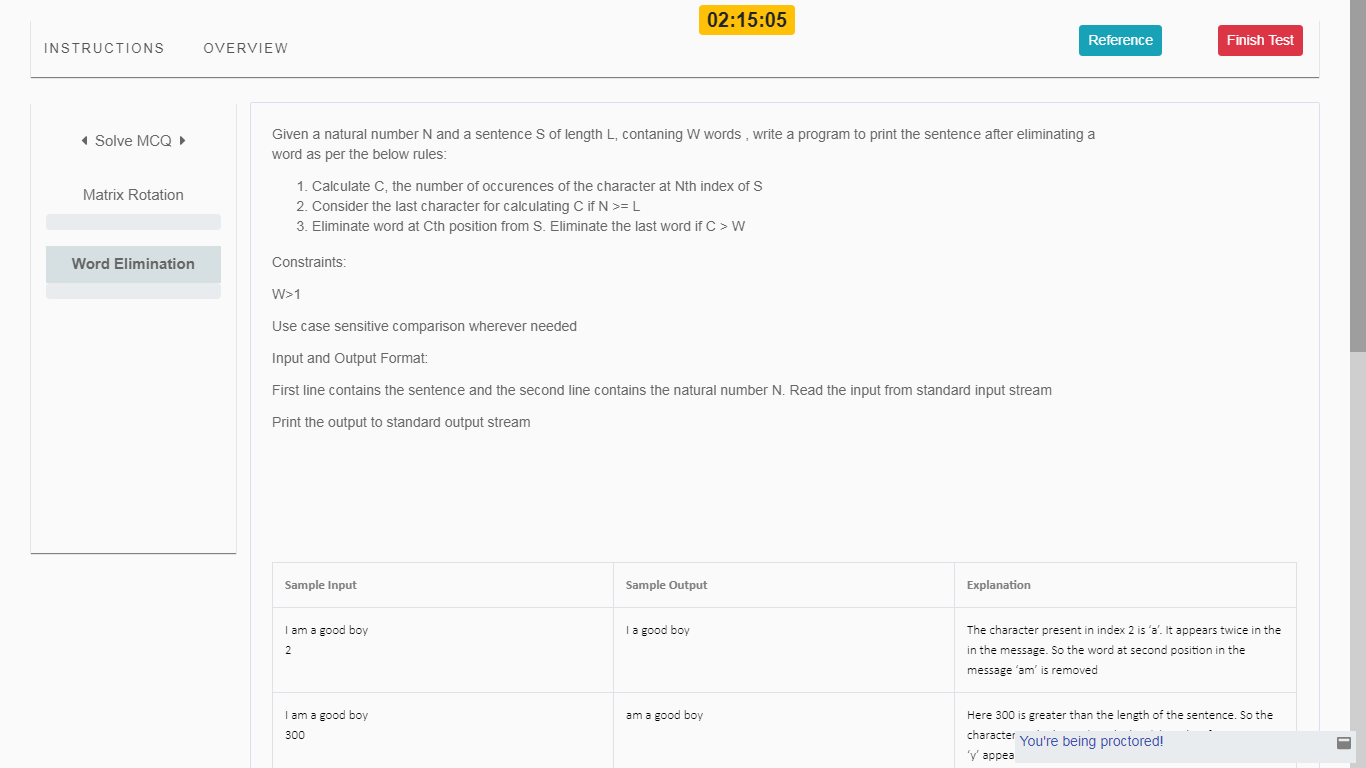 02:15:05
INSTRUCTIONS OVERVIEW Reference Finish Test
Solve MCQ
Matrix Rotation
Word Elimination
Given a natural number N and a sentence S of length L, contaning W words , write a program to print the sentence after eliminating a
word as per the below rules:
1. Calculate C, the number of occurences of the character at Nth index of S
2. Consider the last character for calculating C if N >= L
3. Eliminate word at Cth position from S. Eliminate the last word if C > W
Constraints:
W>1
Use case sensitive comparison wherever needed
Input and Output Format:
First line contains the sentence and the second line contains the natural number N. Read the input from standard input stream
Print the output to standard output stream
Sample Input Sample Output Explanation
I am a good boy I a good boy The character present in index 2 is ‘a’. It appears twice in the
2 in the message. So the word at second position in the
message ‘am’ is removed
I am a good boy am a good boy Here 300 is greater than the length of the sentence. So the
300 character
‘y’ appea
You're being proctored!